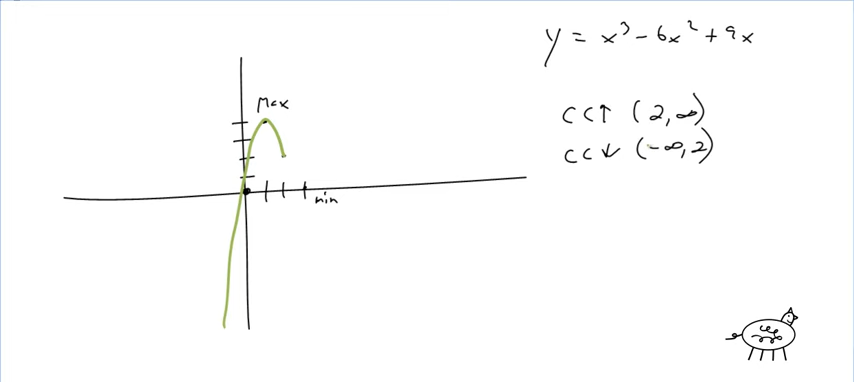 y = x³ - 6x² + 9x
Max
CC↑ (2,∞)
CC↓ (-∞,2)
min